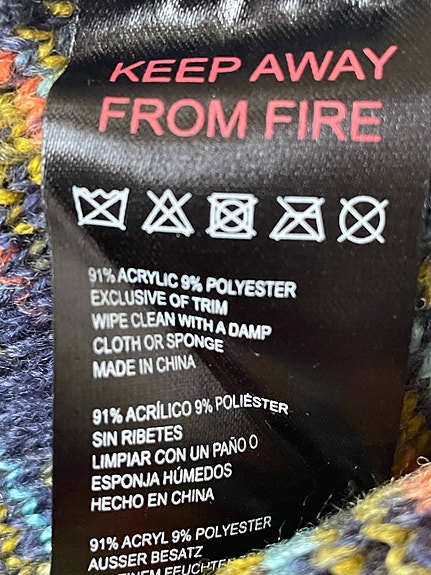 KEEP AWAY
FROM FIRE
91% ACRYLIC 9% POLYESTER
EXCLUSIVE OF TRIM
WIPE CLEAN WITH A DAMP
CLOTH OR SPONGE
MADE IN CHINA
91% ACRÍLICO 9% POLIÉSTER
SIN RIBETES
LIMPIAR CON UN PAÑO O
ESPONJA HÚMEDOS
HECHO EN CHINA
91% ACRYL 9% POLYESTER
AUSSER BESATZ